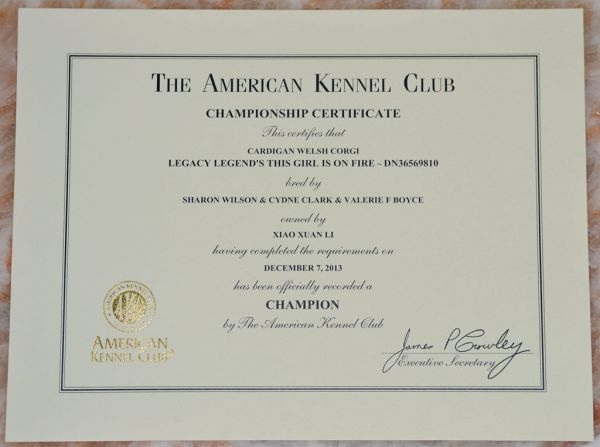 THE AMERICAN KENNEL CLUB
CHAMPIONSHIP CERTIFICATE
This certifies that
CARDIGAN WELSH CORGI
LEGACY LEGEND'S THIS GIRL IS ON FIRE ~ DN36569810
bred by
SHARON WILSON & CYDNE CLARK & VALERIE F BOYCE
owned by
XIAO XUAN LI
having completed the requirements on
DECEMBER 7, 2013
has been officially recorded a
CHAMPION
by The American Kennel Club
AMERICAN KENNEL CLUB
AMERICAN
KENNEL CLUB
James P Crowley
Executive Secretary